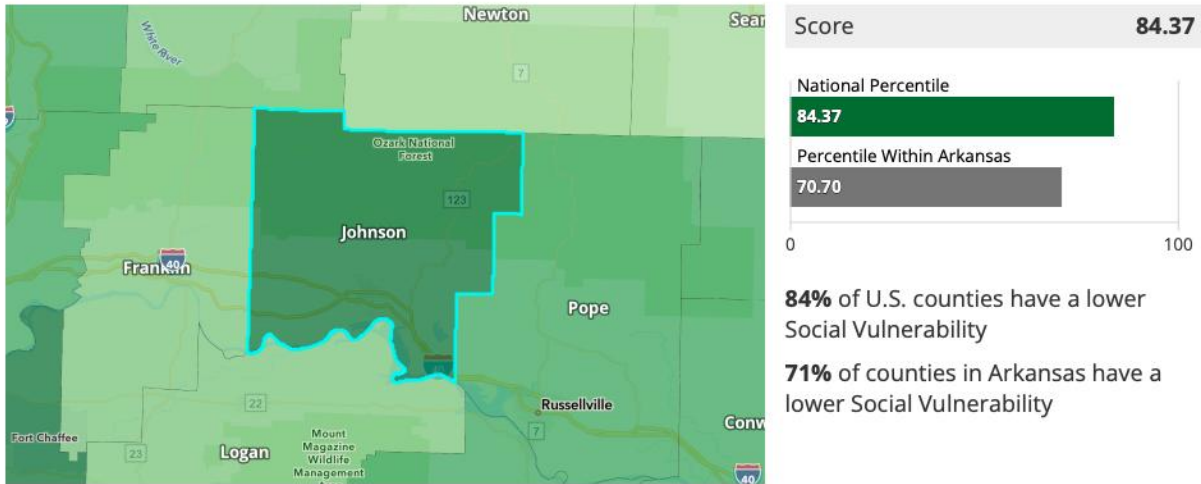 Newton
Sear
White River
7
Ozark National
Forest
123
Johnson
40
Franklin
Pope
40
22
Russellville
7
Fort Chaffee
23
Logan
Mount
Magazine
Wildlife
Management
Conw
40
Score 84.37
National Percentile
84.37
Percentile Within Arkansas
70.70
0 100
84% of U.S. counties have a lower
Social Vulnerability
71% of counties in Arkansas have a
lower Social Vulnerability